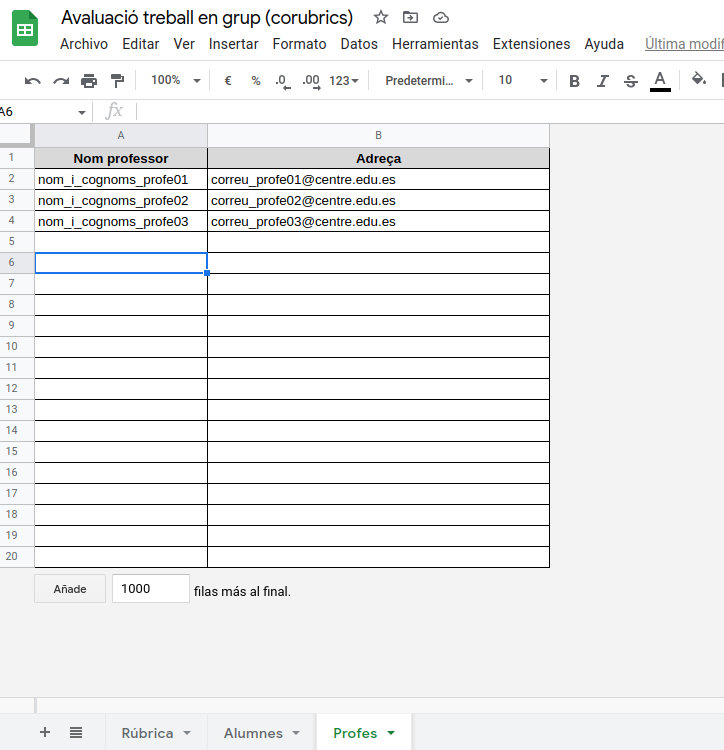 Avaluació treball en grup (corubrics)
Archivo Editar Ver Insertar Formato Datos Herramientas Extensiones Ayuda Última modif
100% € % .0 .00 123 Predetermi... 10 B I S A
A6 fx
A B
1 Nom professor Adreça
2 nom_i_cognoms_profe01 correu_profe01@centre.edu.es
3 nom_i_cognoms_profe02 correu_profe02@centre.edu.es
4 nom_i_cognoms_profe03 correu_profe03@centre.edu.es
5
6
7
8
9
10
11
12
13
14
15
16
17
18
19
20
Añade 1000 filas más al final.
+ Rúbrica Alumnes Profes